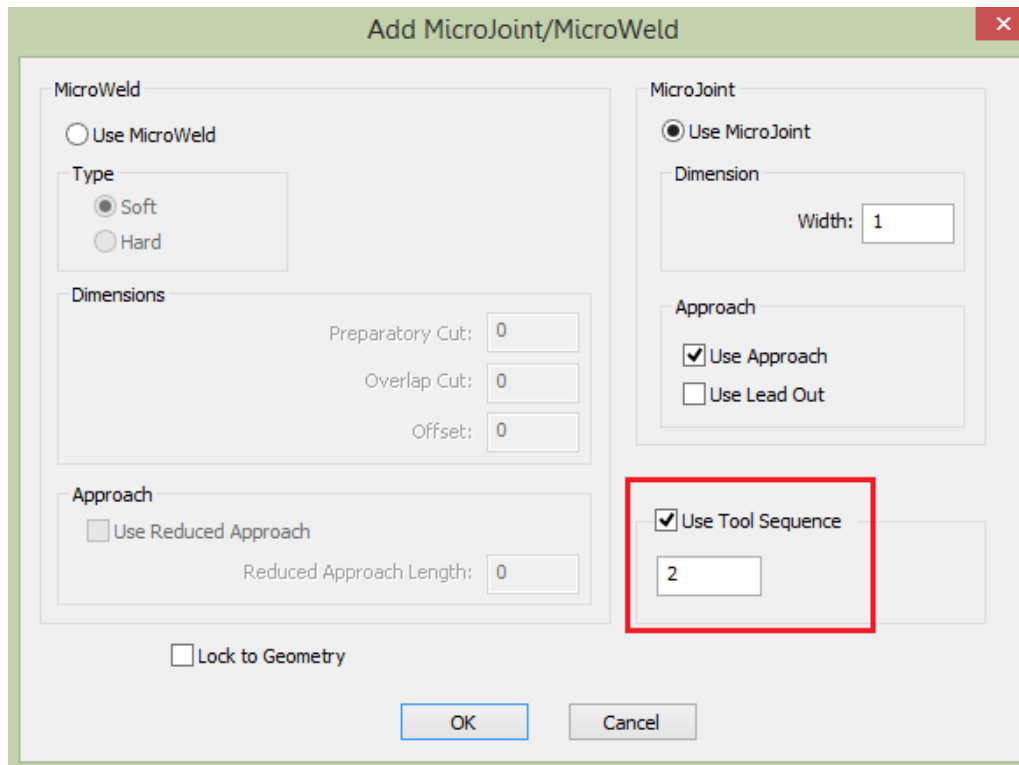 Add MicroJoint/MicroWeld
MicroWeld
Use MicroWeld
Type
Soft
Hard
Dimensions
Preparatory Cut: 0
Overlap Cut: 0
Offset: 0
Approach
Use Reduced Approach
Reduced Approach Length: 0
MicroJoint
Use MicroJoint
Dimension
Width: 1
Approach
Use Approach
Use Lead Out
Use Tool Sequence
2
Lock to Geometry
OK
Cancel